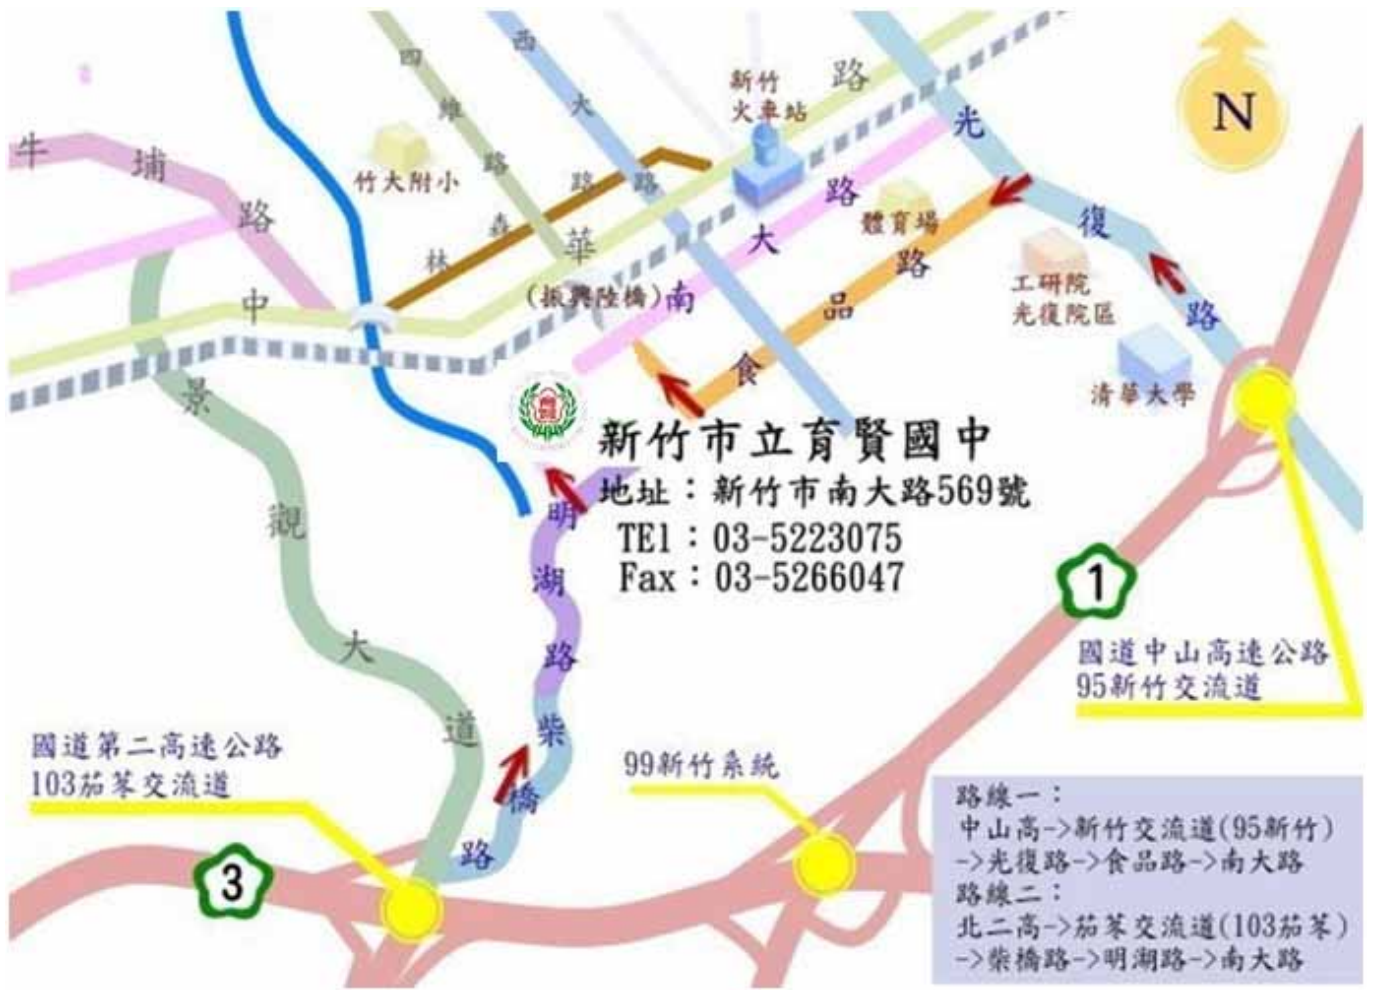 牛埔路
四維路
西大路
新竹
火車站
路
光
N
竹大附小
林森路
華
中
(振興陸橋)
南大路
體育場
復
工研院
光復院區
路
食品路
清華大學
景觀大道
新竹市立育賢國中
地址：新竹市南大路569號
TEl：03-5223075
Fax：03-5266047
明湖路
柴橋路
1
國道中山高速公路
95新竹交流道
國道第二高速公路
103茄苳交流道
99新竹系統
3
路線一：
中山高->新竹交流道(95新竹)
->光復路->食品路->南大路
路線二：
北二高->茄苳交流道(103茄苳)
->柴橋路->明湖路->南大路